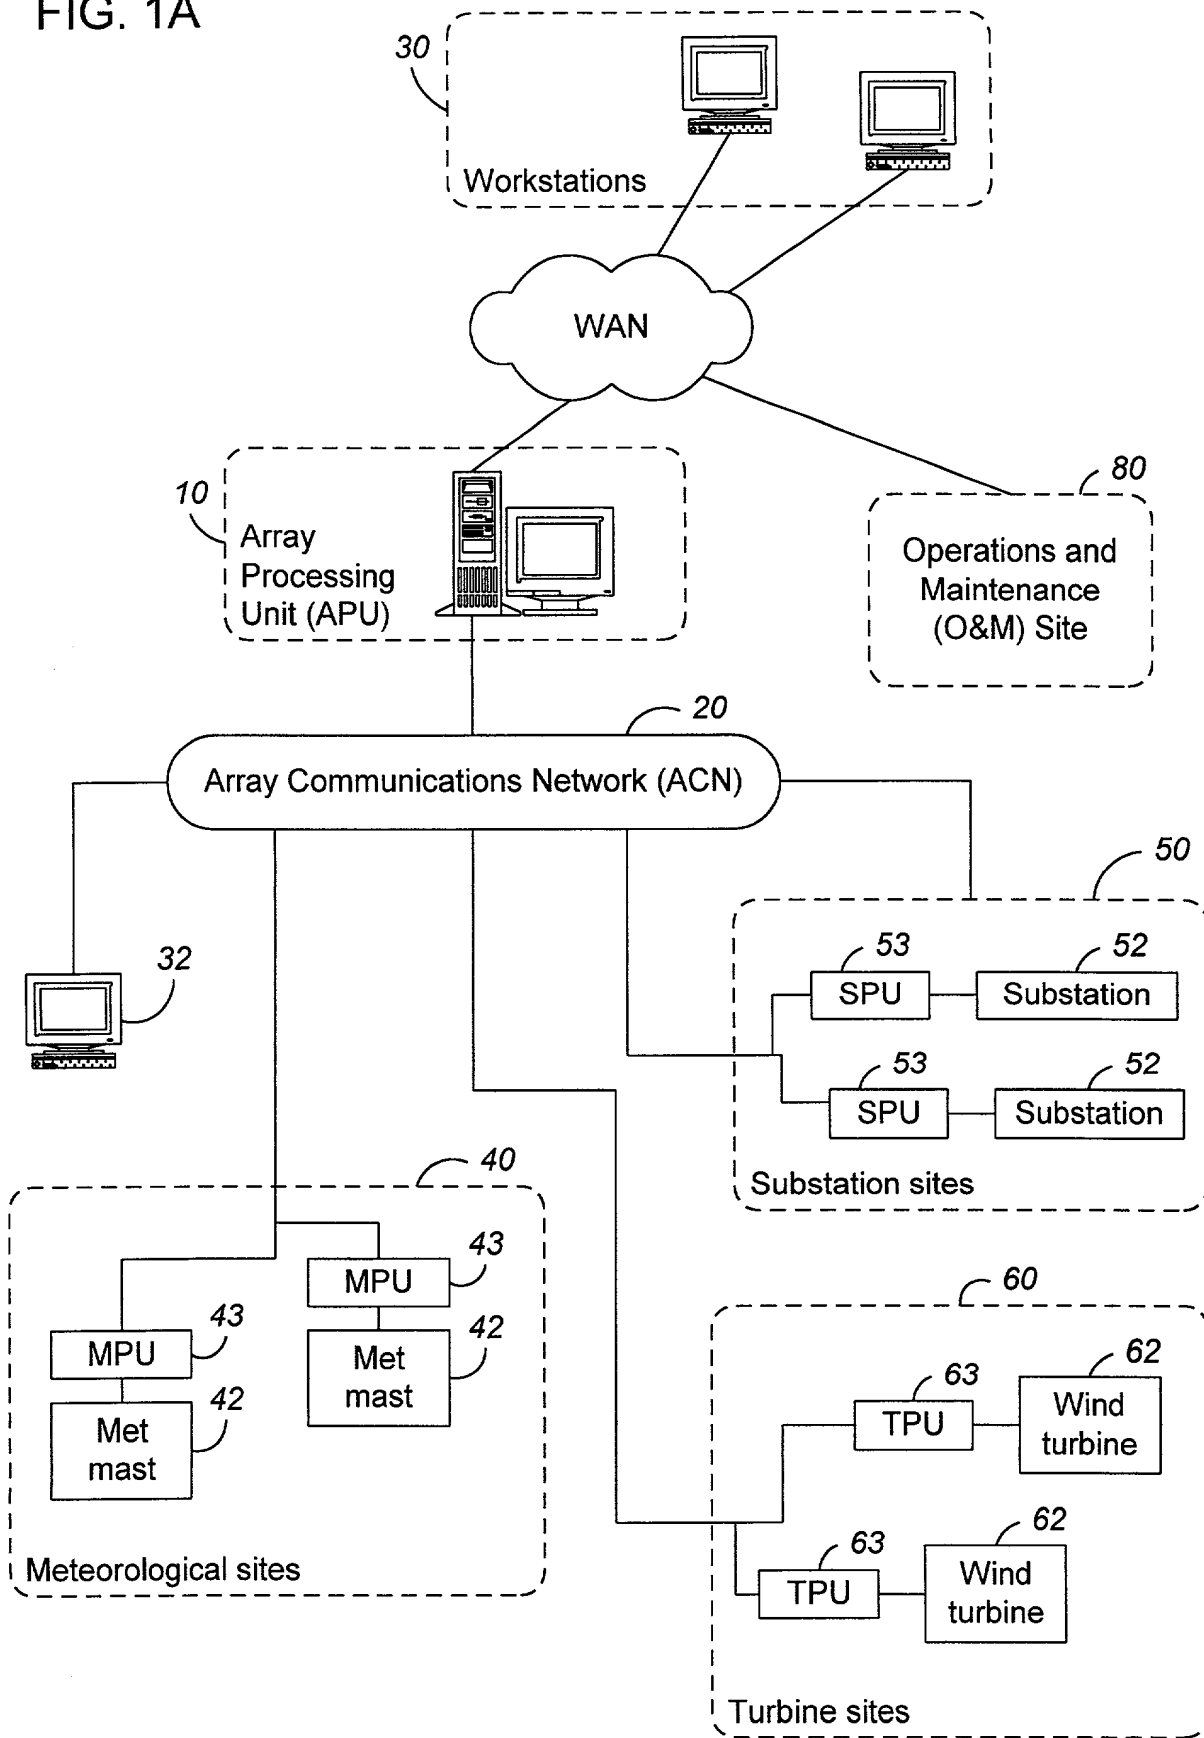 FIG. 1A
30
Workstations
WAN
10
Array
Processing
Unit (APU)
80
Operations and
Maintenance
(O&M) Site
20
Array Communications Network (ACN)
50
32
53
52
SPU
Substation
53
52
SPU
Substation
Substation sites
40
43
MPU
43
MPU
42
Met
mast
42
Met
mast
Meteorological sites
60
62
63
Wind
turbine
TPU
62
63
Wind
turbine
TPU
Turbine sites